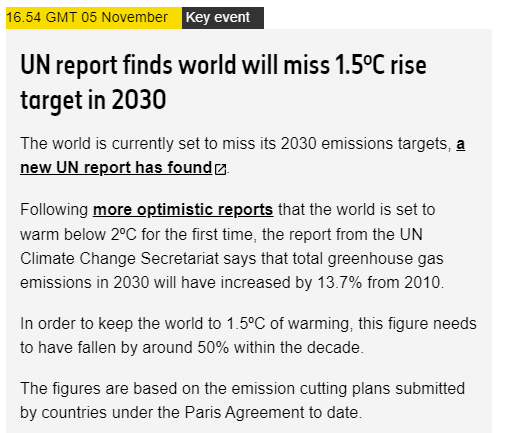 16.54 GMT 05 November Key event
UN report finds world will miss 1.5ºC rise
target in 2030
The world is currently set to miss its 2030 emissions targets, a
new UN report has found.
Following more optimistic reports that the world is set to
warm below 2ºC for the first time, the report from the UN
Climate Change Secretariat says that total greenhouse gas
emissions in 2030 will have increased by 13.7% from 2010.
In order to keep the world to 1.5ºC of warming, this figure needs
to have fallen by around 50% within the decade.
The figures are based on the emission cutting plans submitted
by countries under the Paris Agreement to date.